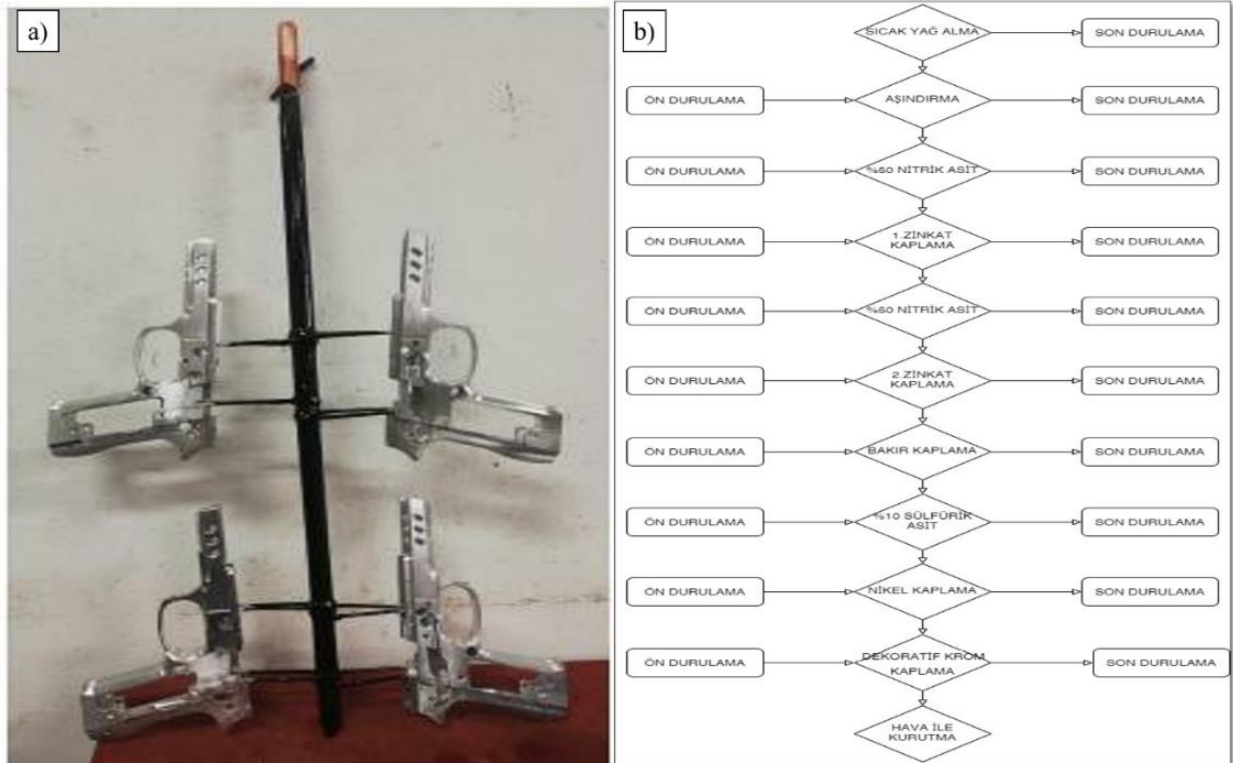 a)
b)
SICAK YAĞ ALMA
SON DURULAMA
ÖN DURULAMA
AŞINDIRMA
SON DURULAMA
ÖN DURULAMA
%50 NİTRİK ASİT
SON DURULAMA
ÖN DURULAMA
1.ZİNKAT
KAPLAMA
SON DURULAMA
ÖN DURULAMA
%50 NİTRİK ASİT
SON DURULAMA
ÖN DURULAMA
2.ZİNKAT
KAPLAMA
SON DURULAMA
ÖN DURULAMA
BAKIR KAPLAMA
SON DURULAMA
ÖN DURULAMA
%10 SÜLFÜRİK
ASİT
SON DURULAMA
ÖN DURULAMA
NİKEL KAPLAMA
SON DURULAMA
ÖN DURULAMA
DEKORATİF KROM
KAPLAMA
SON DURULAMA
HAVA İLE
KURUTMA